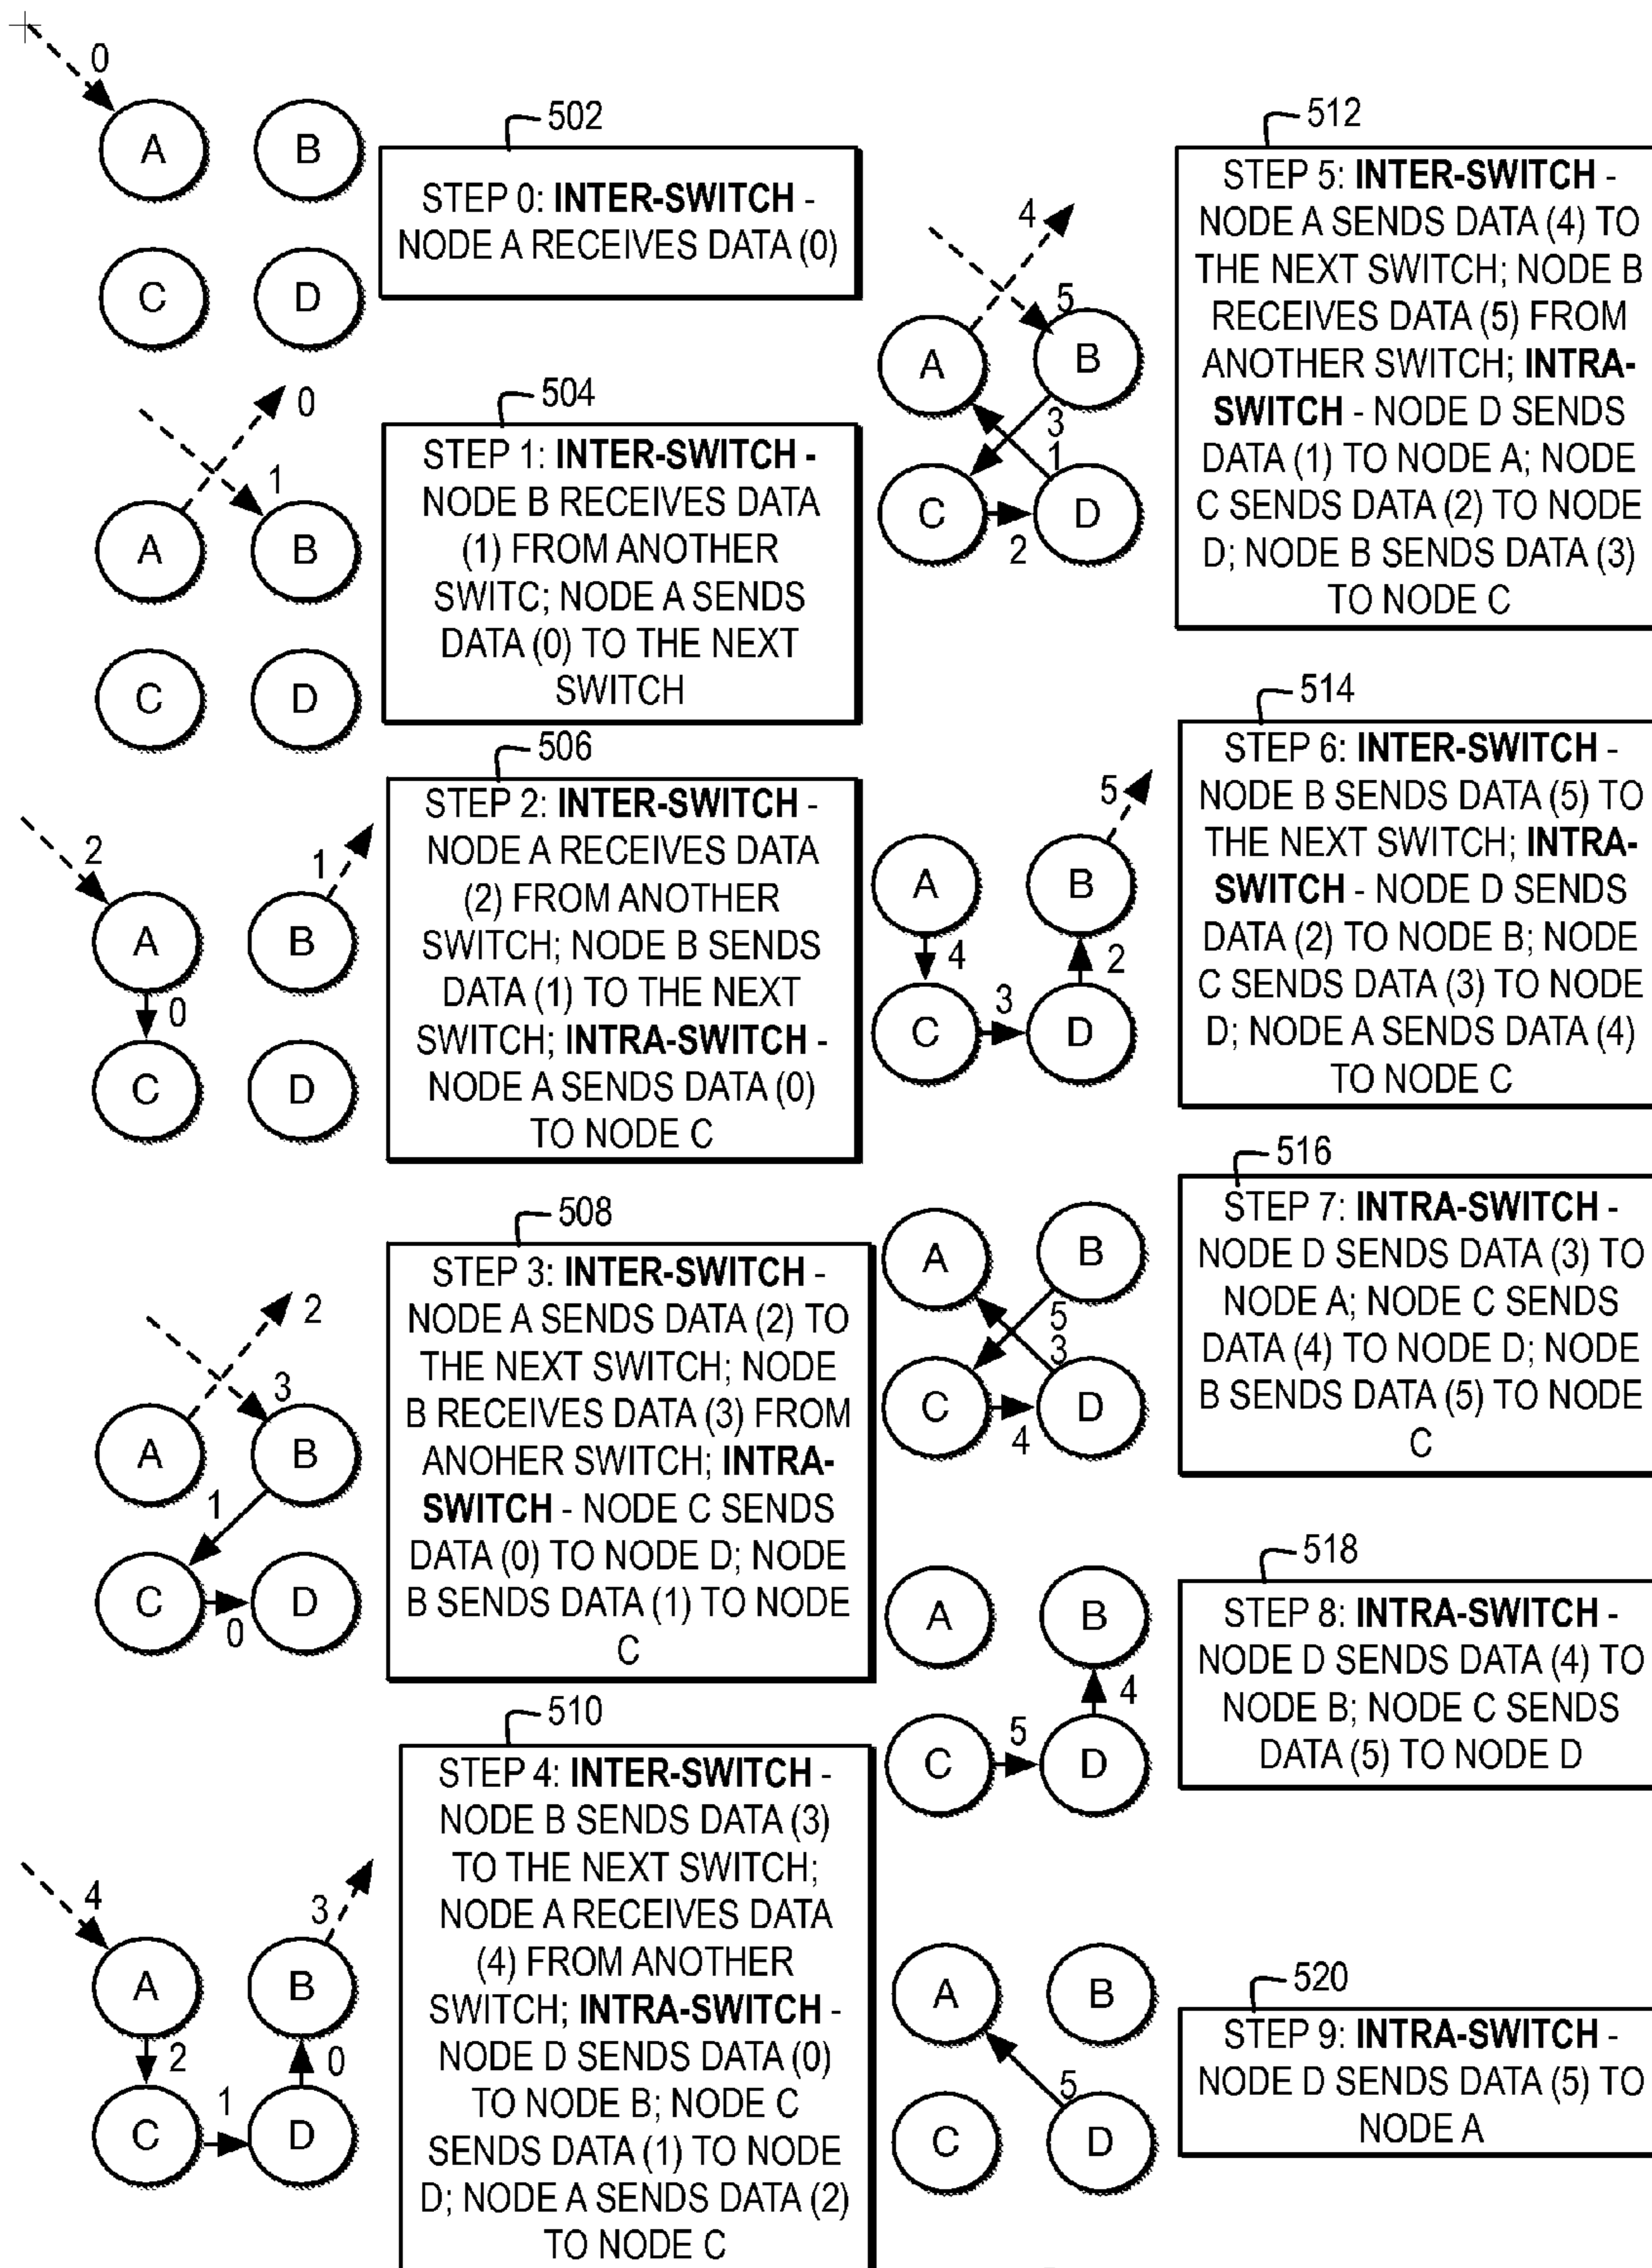 0
A B
C D
502
STEP 0: INTER-SWITCH -
NODE A RECEIVES DATA (0)
0
1
A B
C D
504
STEP 1: INTER-SWITCH -
NODE B RECEIVES DATA
(1) FROM ANOTHER
SWITC; NODE A SENDS
DATA (0) TO THE NEXT
SWITCH
2
1
A B
0
C D
506
STEP 2: INTER-SWITCH -
NODE A RECEIVES DATA
(2) FROM ANOTHER
SWITCH; NODE B SENDS
DATA (1) TO THE NEXT
SWITCH; INTRA-SWITCH -
NODE A SENDS DATA (0)
TO NODE C
2
3
A B
1
C D
0
508
STEP 3: INTER-SWITCH -
NODE A SENDS DATA (2) TO
THE NEXT SWITCH; NODE
B RECEIVES DATA (3) FROM
ANOHER SWITCH; INTRA-
SWITCH - NODE C SENDS
DATA (0) TO NODE D; NODE
B SENDS DATA (1) TO NODE
C
4
3
A B
2 0
1
C D
510
STEP 4: INTER-SWITCH -
NODE B SENDS DATA (3)
TO THE NEXT SWITCH;
NODE A RECEIVES DATA
(4) FROM ANOTHER
SWITCH; INTRA-SWITCH -
NODE D SENDS DATA (0)
TO NODE B; NODE C
SENDS DATA (1) TO NODE
D; NODE A SENDS DATA (2)
TO NODE C
4
5
A B
3
1
C D
2
512
STEP 5: INTER-SWITCH -
NODE A SENDS DATA (4) TO
THE NEXT SWITCH; NODE B
RECEIVES DATA (5) FROM
ANOTHER SWITCH; INTRA-
SWITCH - NODE D SENDS
DATA (1) TO NODE A; NODE
C SENDS DATA (2) TO NODE
D; NODE B SENDS DATA (3)
TO NODE C
5
A B
4 2
3
C D
514
STEP 6: INTER-SWITCH -
NODE B SENDS DATA (5) TO
THE NEXT SWITCH; INTRA-
SWITCH - NODE D SENDS
DATA (2) TO NODE B; NODE
C SENDS DATA (3) TO NODE
D; NODE A SENDS DATA (4)
TO NODE C
A B
5
3
C D
4
516
STEP 7: INTRA-SWITCH -
NODE D SENDS DATA (3) TO
NODE A; NODE C SENDS
DATA (4) TO NODE D; NODE
B SENDS DATA (5) TO NODE
C
A B
4
5
C D
518
STEP 8: INTRA-SWITCH -
NODE D SENDS DATA (4) TO
NODE B; NODE C SENDS
DATA (5) TO NODE D
A B
5
C D
520
STEP 9: INTRA-SWITCH -
NODE D SENDS DATA (5) TO
NODE A